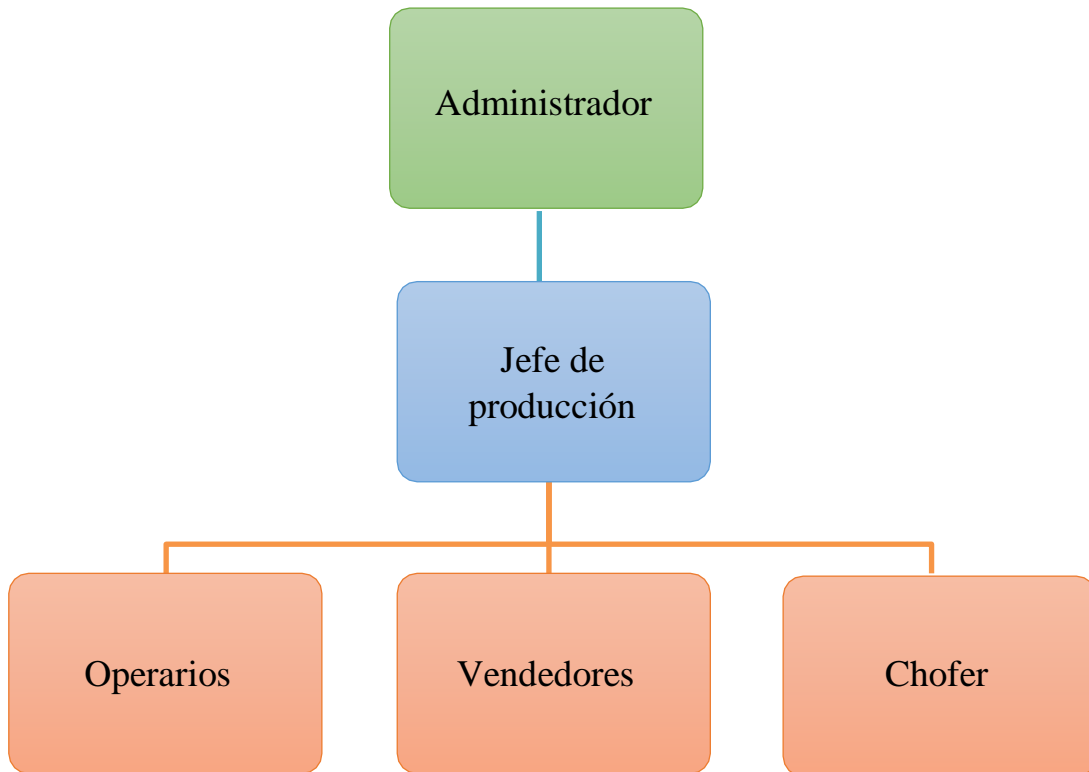 Administrador
Jefe de
producción
Operarios
Vendedores
Chofer